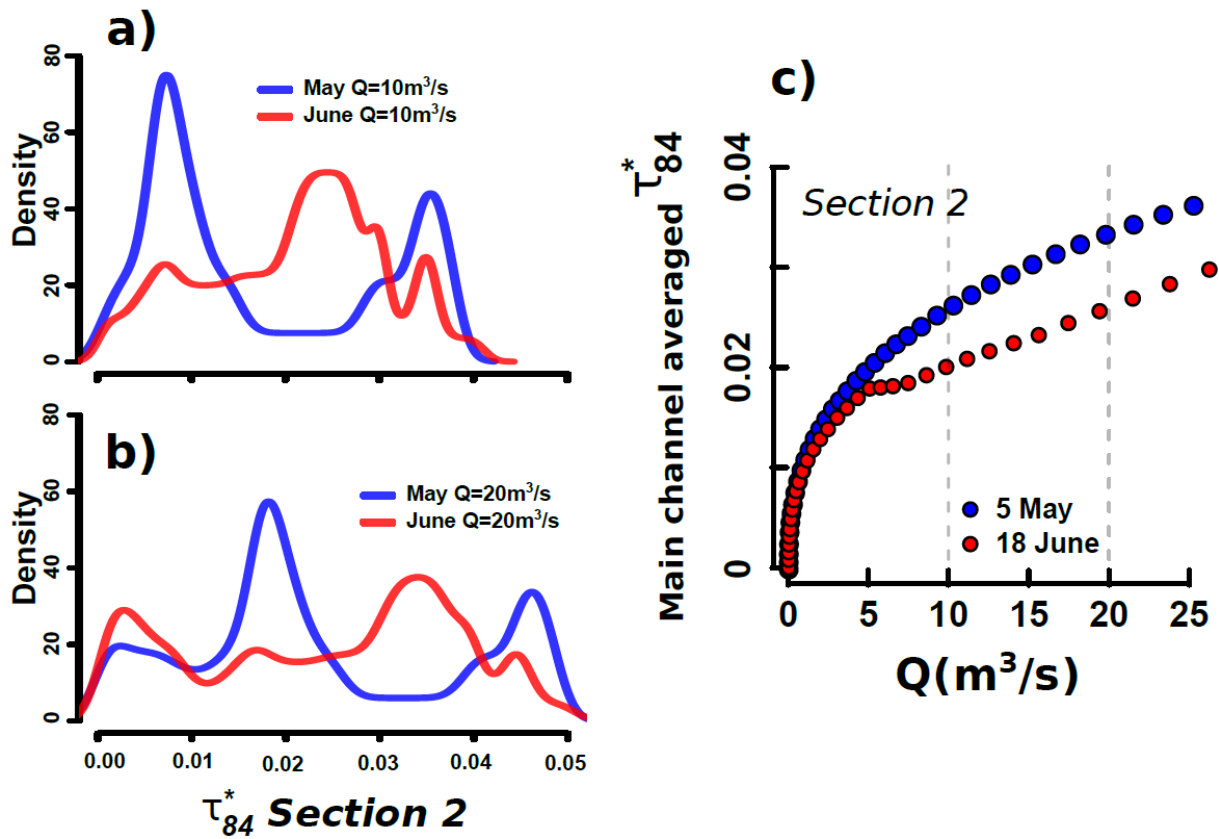 a)
80
60
40
20
0
Density
May Q=10m³/s
June Q=10m³/s
b)
80
60
40
20
0
Density
May Q=20m³/s
June Q=20m³/s
0.00 0.01 0.02 0.03 0.04 0.05
τ*84 Section 2
c)
Main channel averaged τ*84
0.04
0.02
0
Section 2
5 May
18 June
0 5 10 15 20 25
Q(m³/s)